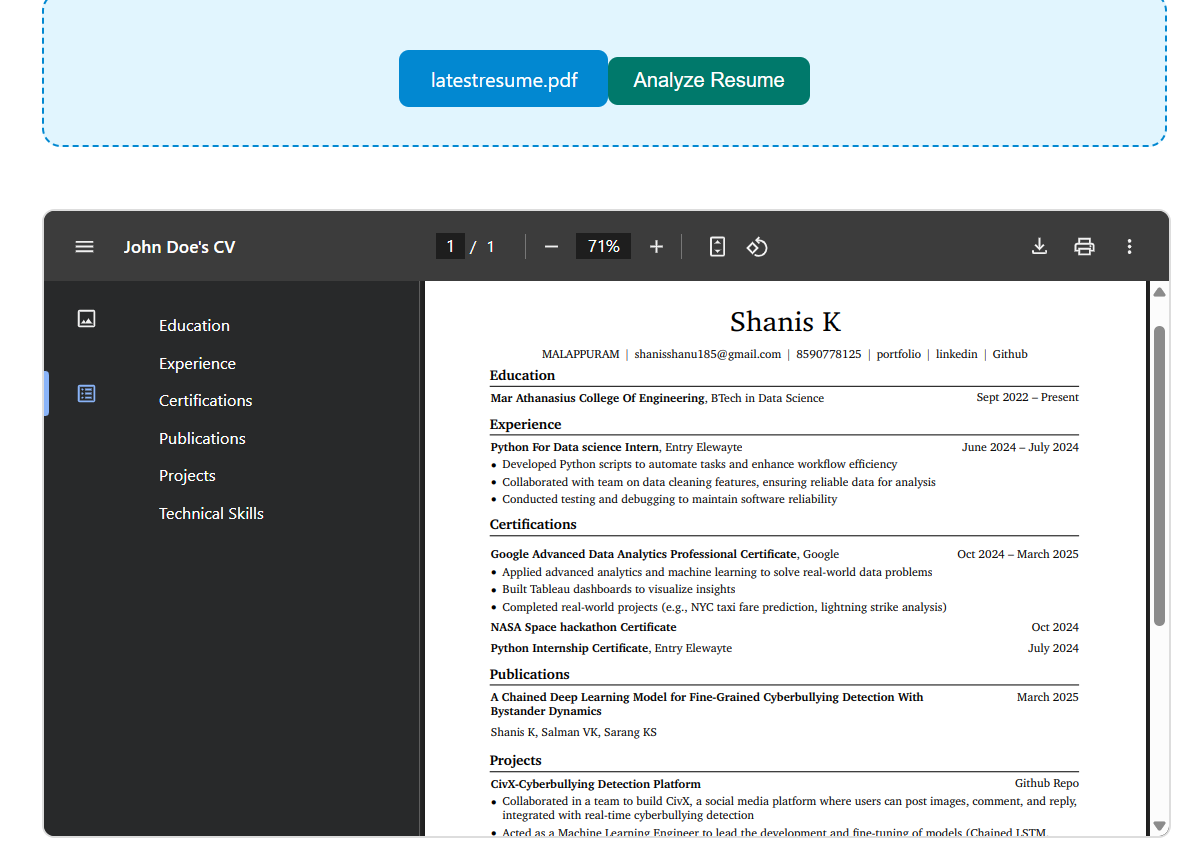 latestresume.pdf
Analyze Resume
John Doe's CV
1 / 1
71%
Education
Experience
Certifications
Publications
Projects
Technical Skills
Shanis K
MALAPPURAM | shanisshanu185@gmail.com | 8590778125 | portfolio | linkedin | Github
Education
Mar Athanasius College Of Engineering, BTech in Data Science Sept 2022 – Present
Experience
Python For Data science Intern, Entry Elewayte June 2024 – July 2024
• Developed Python scripts to automate tasks and enhance workflow efficiency
• Collaborated with team on data cleaning features, ensuring reliable data for analysis
• Conducted testing and debugging to maintain software reliability
Certifications
Google Advanced Data Analytics Professional Certificate, Google Oct 2024 – March 2025
• Applied advanced analytics and machine learning to solve real-world data problems
• Built Tableau dashboards to visualize insights
• Completed real-world projects (e.g., NYC taxi fare prediction, lightning strike analysis)
NASA Space hackathon Certificate Oct 2024
Python Internship Certificate, Entry Elewayte July 2024
Publications
A Chained Deep Learning Model for Fine-Grained Cyberbullying Detection With March 2025
Bystander Dynamics
Shanis K, Salman VK, Sarang KS
Projects
CivX-Cyberbullying Detection Platform Github Repo
• Collaborated in a team to build CivX, a social media platform where users can post images, comment, and reply,
integrated with real-time cyberbullying detection
• Acted as a Machine Learning Engineer to lead the development and fine-tuning of models (Chained LSTM,